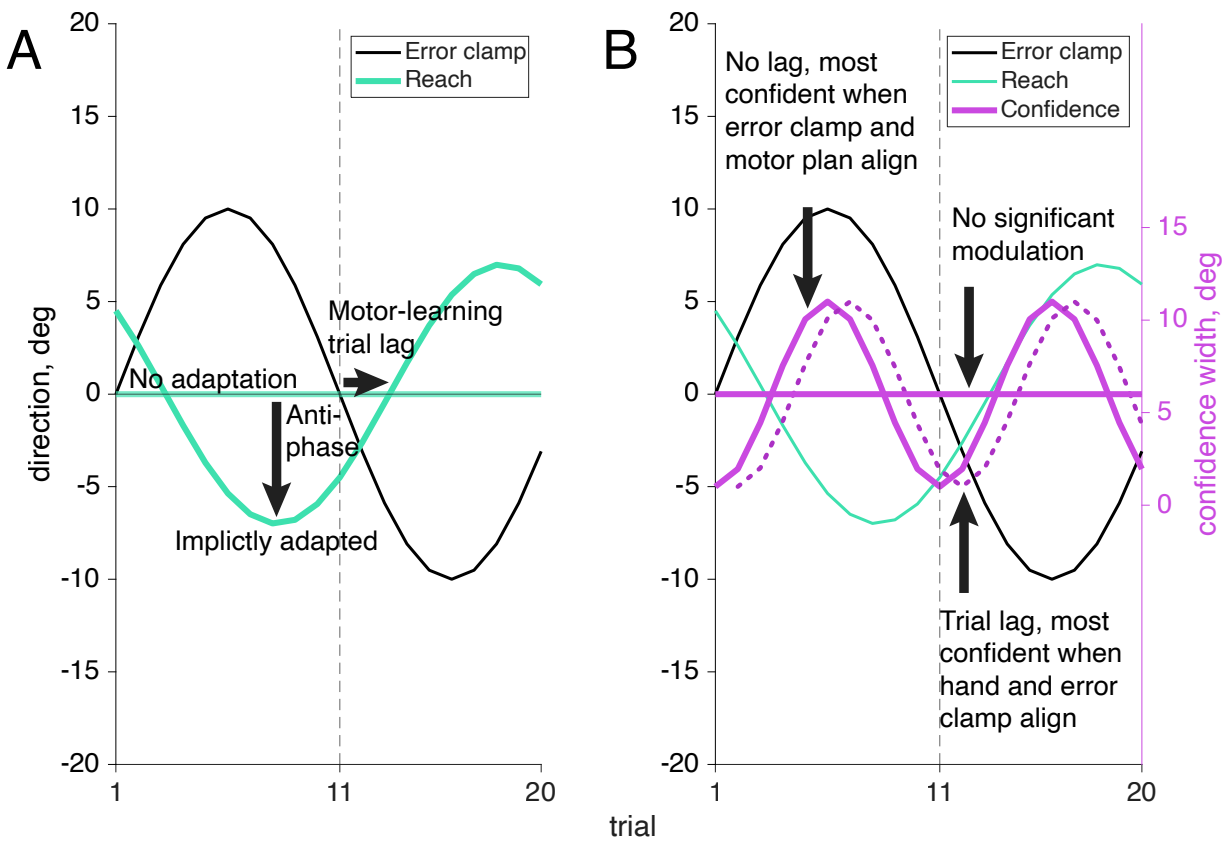 A
20
15
10
5
0
-5
-10
-15
-20
direction, deg
Error clamp
Reach
Motor-learning
trial lag
No adaptation
Anti-
phase
Implictly adapted
1
11
20
trial
B
20
15
10
5
0
-5
-10
-15
-20
Error clamp
Reach
Confidence
No lag, most
confident when
error clamp and
motor plan align
No significant
modulation
Trial lag, most
confident when
hand and error
clamp align
15
10
5
0
confidence width, deg
1
11
20